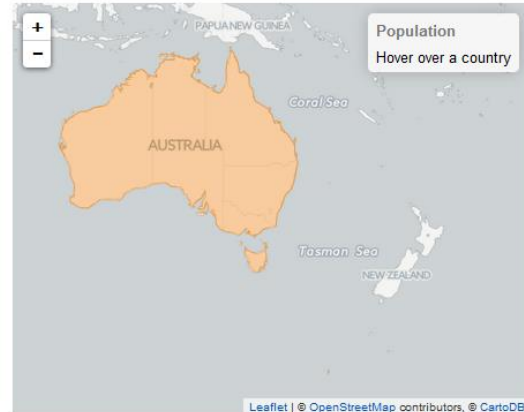 +
−
PAPUA NEW GUINEA
Population
Hover over a country
Coral Sea
AUSTRALIA
Tasman Sea
NEW ZEALAND
Leaflet | © OpenStreetMap contributors, © CartoDB